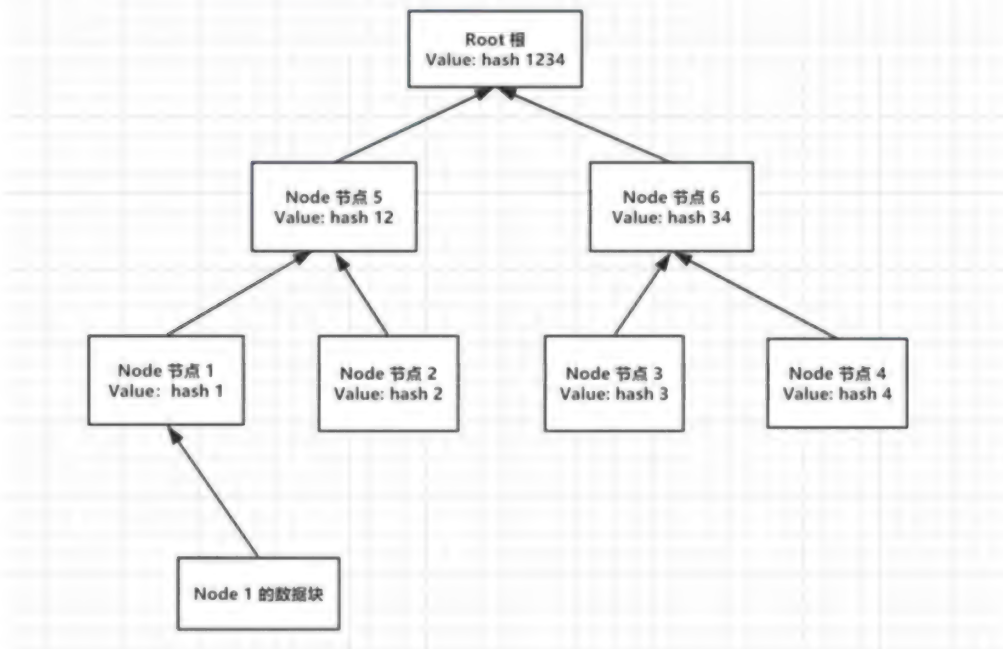 Root 根
Value: hash 1234
Node 节点 5
Value: hash 12
Node 节点 6
Value: hash 34
Node 节点 1
Value: hash 1
Node 节点 2
Value: hash 2
Node 节点 3
Value: hash 3
Node 节点 4
Value: hash 4
Node 1 的数据块